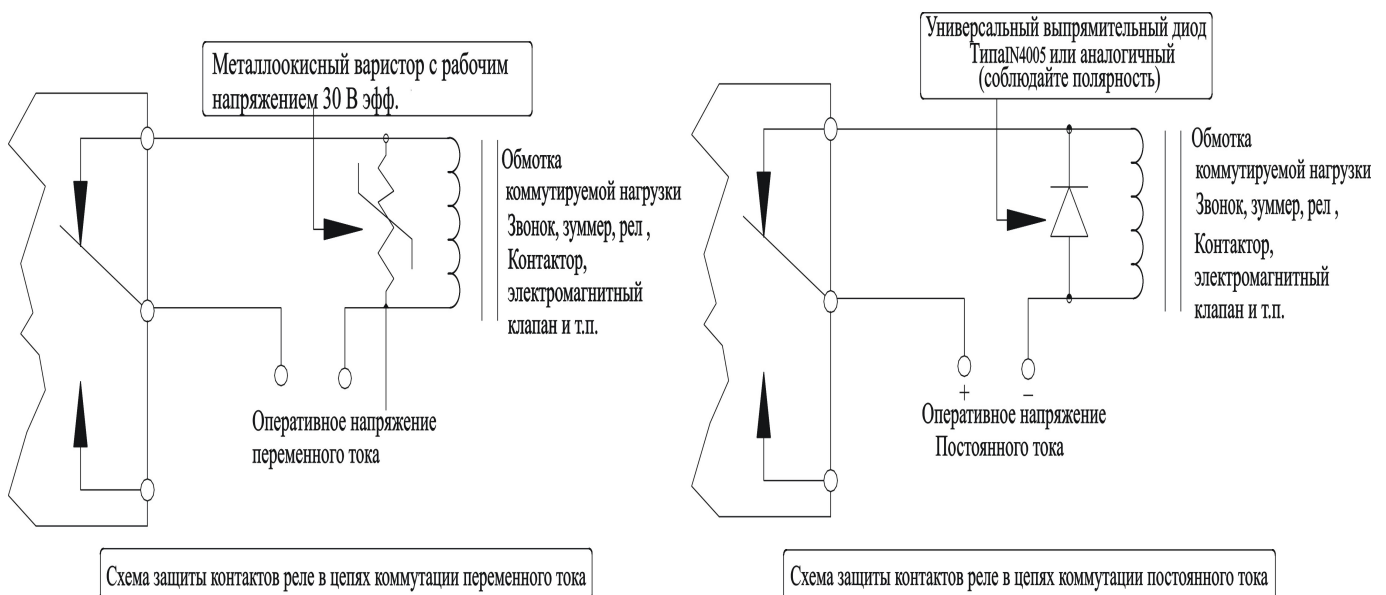 Металлоокисный варистор с рабочим
напряжением 30 В эфф.
Обмотка
коммутируемой нагрузки
Звонок, зуммер, рел ,
Контактор,
электромагнитный
клапан и т.п.
Оперативное напряжение
переменного тока
Схема защиты контактов реле в цепях коммутации переменного тока
Универсальный выпрямительный диод
ТипаIN4005 или аналогичный
(соблюдайте полярность)
Обмотка
коммутируемой нагрузки
Звонок, зуммер, рел ,
Контактор,
электромагнитный
клапан и т.п.
+ –
Оперативное напряжение
Постоянного тока
Схема защиты контактов реле в цепях коммутации постоянного тока